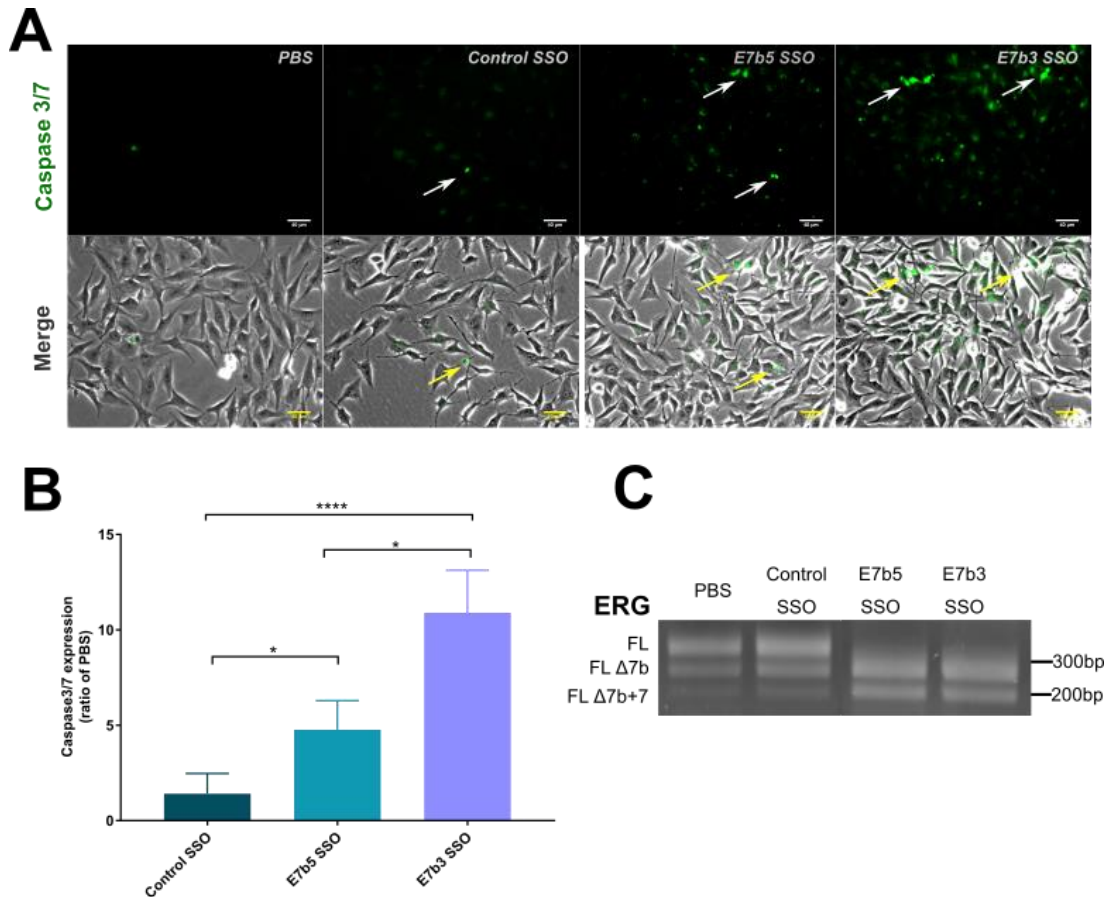 A
Caspase 3/7
PBS
Control SSO
E7b5 SSO
E7b3 SSO
Merge
B
****
*
*
15
10
5
0
Caspase3/7 expression
(ratio of PBS)
Control SSO
E7b5 SSO
E7b3 SSO
C
PBS
Control
SSO
E7b5
SSO
E7b3
SSO
ERG
FL
FL Δ7b
FL Δ7b+7
300bp
200bp